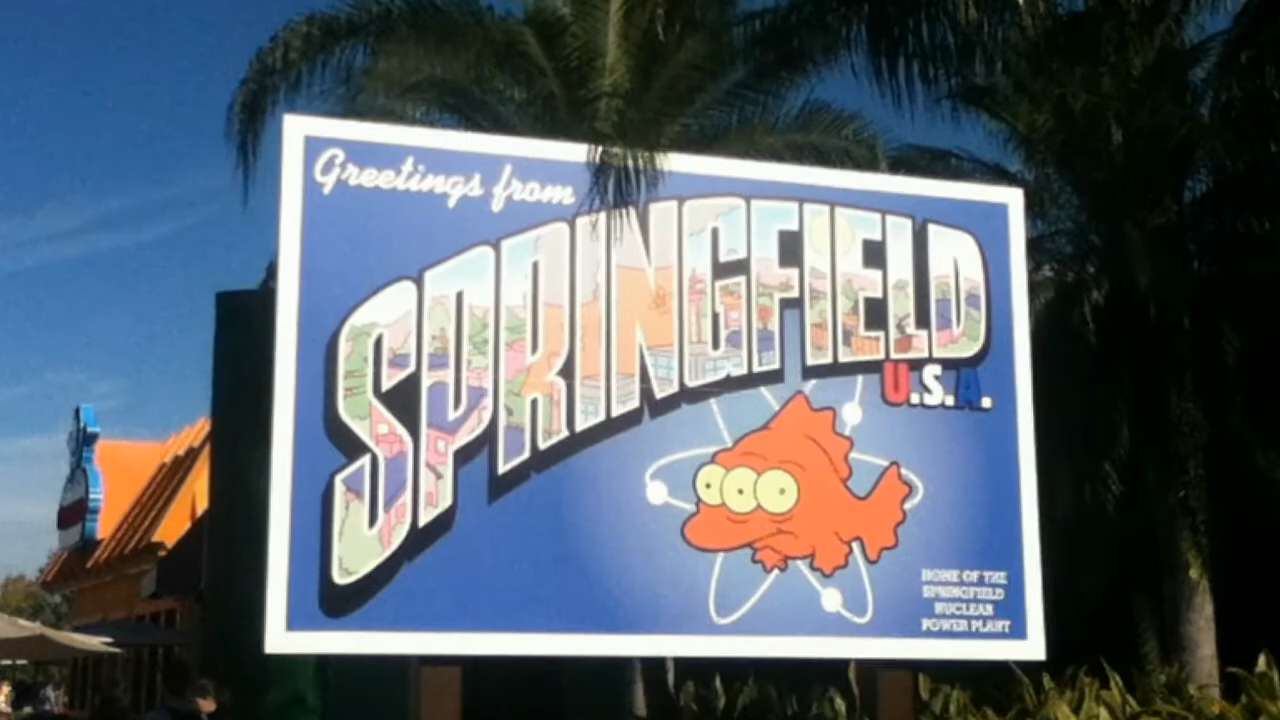 Greetings from
SPRINGFIELD
U.S.A.
HOME OF THE
SPRINGFIELD
NUCLEAR
POWER PLANT